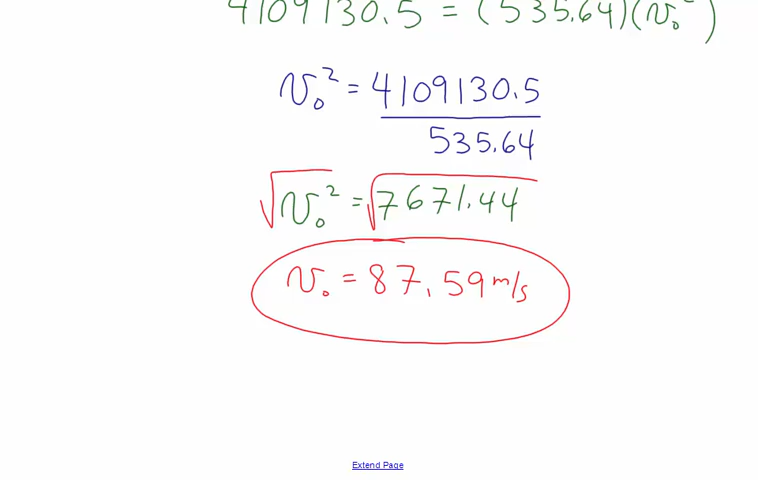 4109130.5 = (535.64)(v₀²)
v₀² = 4109130.5
535.64
√v₀² = √7671.44
v₀ = 87.59 m/s
Extend Page